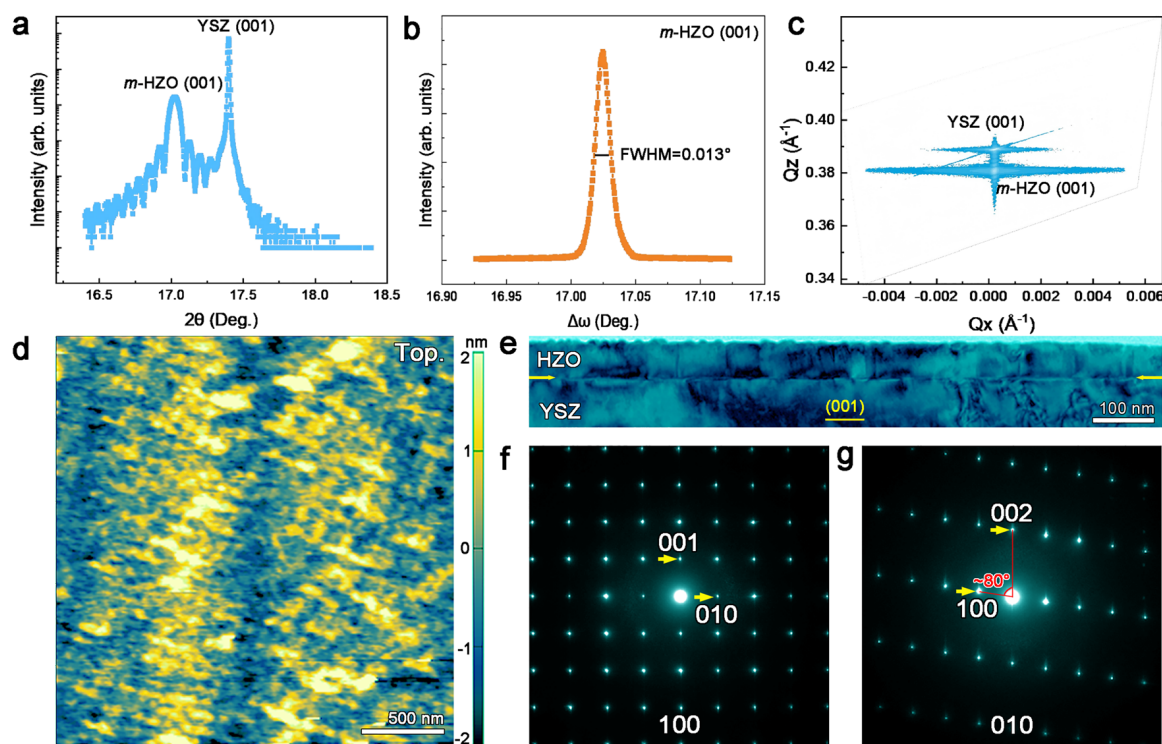 a
YSZ (001)
m-HZO (001)
Intensity (arb. units)
16.5 17.0 17.5 18.0 18.5
2θ (Deg.)
b
m-HZO (001)
FWHM=0.013°
Intensity (arb. units)
16.90 16.95 17.00 17.05 17.10 17.15
Δω (Deg.)
c
0.42
0.40
0.38
0.36
0.34
Qz (Å-1)
YSZ (001)
m-HZO (001)
-0.004 -0.002 0.000 0.002 0.004 0.006
Qx (Å-1)
d
Top.
nm
2
1
0
-1
-2
500 nm
e
HZO
YSZ
(001)
100 nm
f
001
010
100
g
002
~80°
100
010